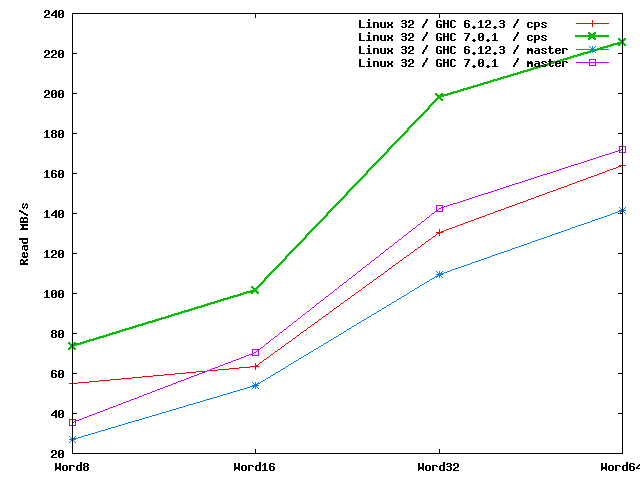 240
220
200
180
160
140
120
100
80
60
40
20
Read MB/s
Linux 32 / GHC 6.12.3 / cps
Linux 32 / GHC 7.0.1  / cps
Linux 32 / GHC 6.12.3 / master
Linux 32 / GHC 7.0.1  / master
Word8 Word16 Word32 Word64